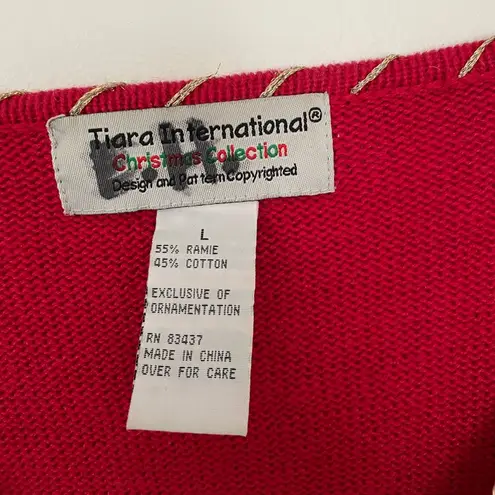 Tiara International®
Christmas Collection
Design and Pattern Copyrighted
L
55% RAMIE
45% COTTON
EXCLUSIVE OF
ORNAMENTATION
RN 83437
MADE IN CHINA
OVER FOR CARE